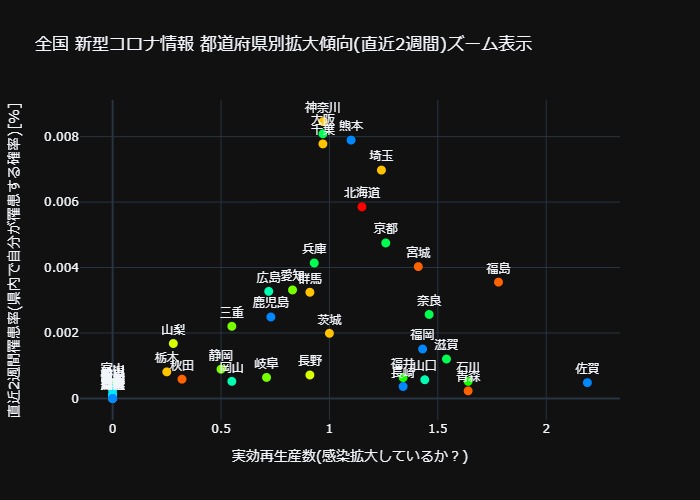 全国 新型コロナ情報 都道府県別拡大傾向(直近2週間)ズーム表示
直近2週間罹患率(県内で自分が罹患する確率)[%]
0.008
0.006
0.004
0.002
0
神奈川
大阪
千葉
熊本
埼玉
北海道
京都
兵庫
宮城
福島
広島
愛知
群馬
鹿児島
奈良
三重
茨城
山梨
福岡
滋賀
栃木
秋田
静岡
岡山
岐阜
長野
福井
長崎
山口
石川
青森
佐賀
富山
0
0.5
1
1.5
2
実効再生産数(感染拡大しているか？)